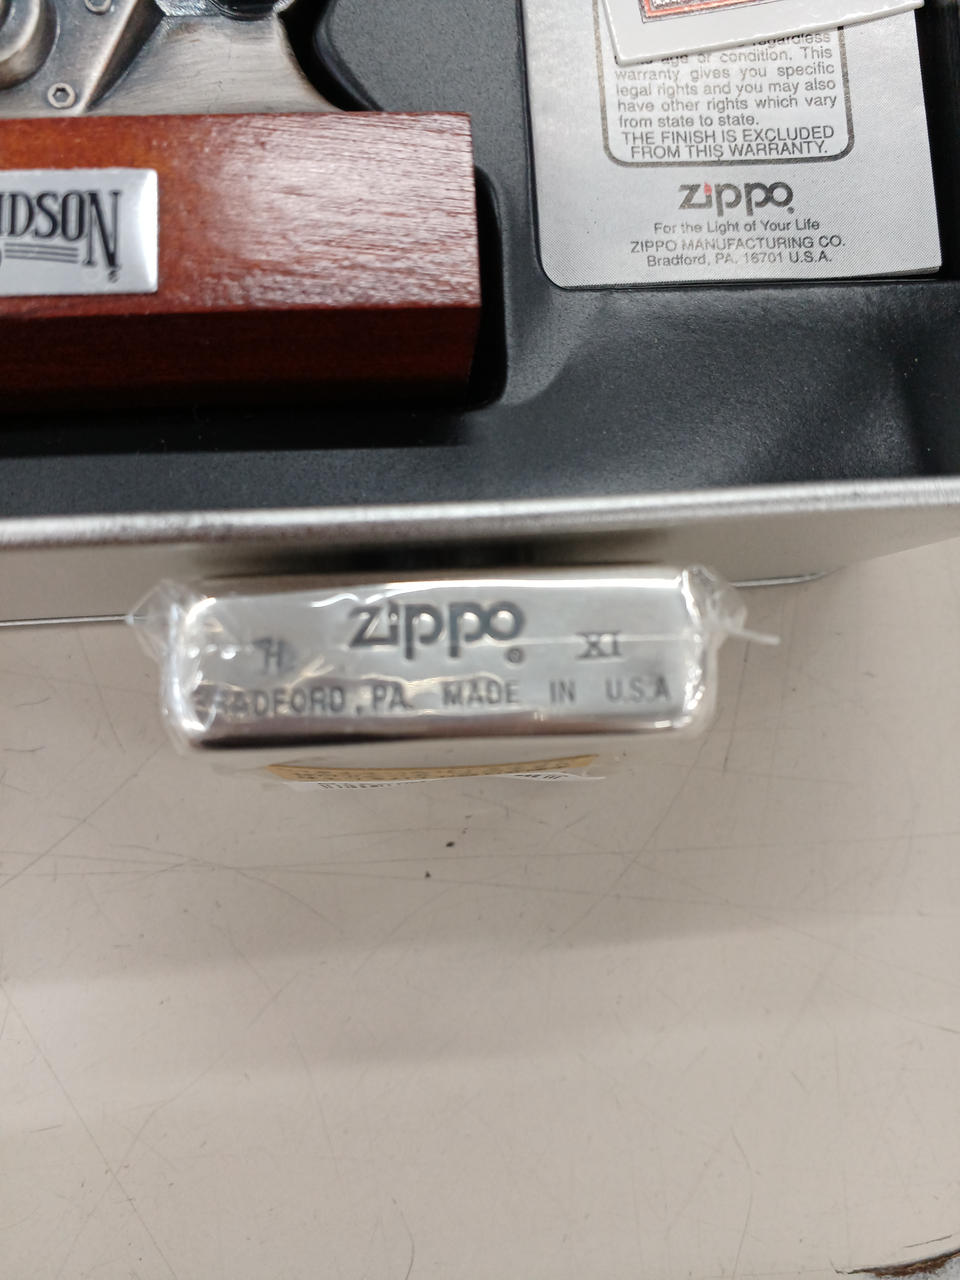 regardless
age or condition. This
warranty gives you specific
legal rights and you may also
have other rights which vary
from state to state.
THE FINISH IS EXCLUDED
FROM THIS WARRANTY.
zippo
For the Light of Your Life
ZIPPO MANUFACTURING CO.
Bradford, PA. 16701 U.S.A.
IDSON
H zippo® XI
BRADFORD, PA. MADE IN U.S.A